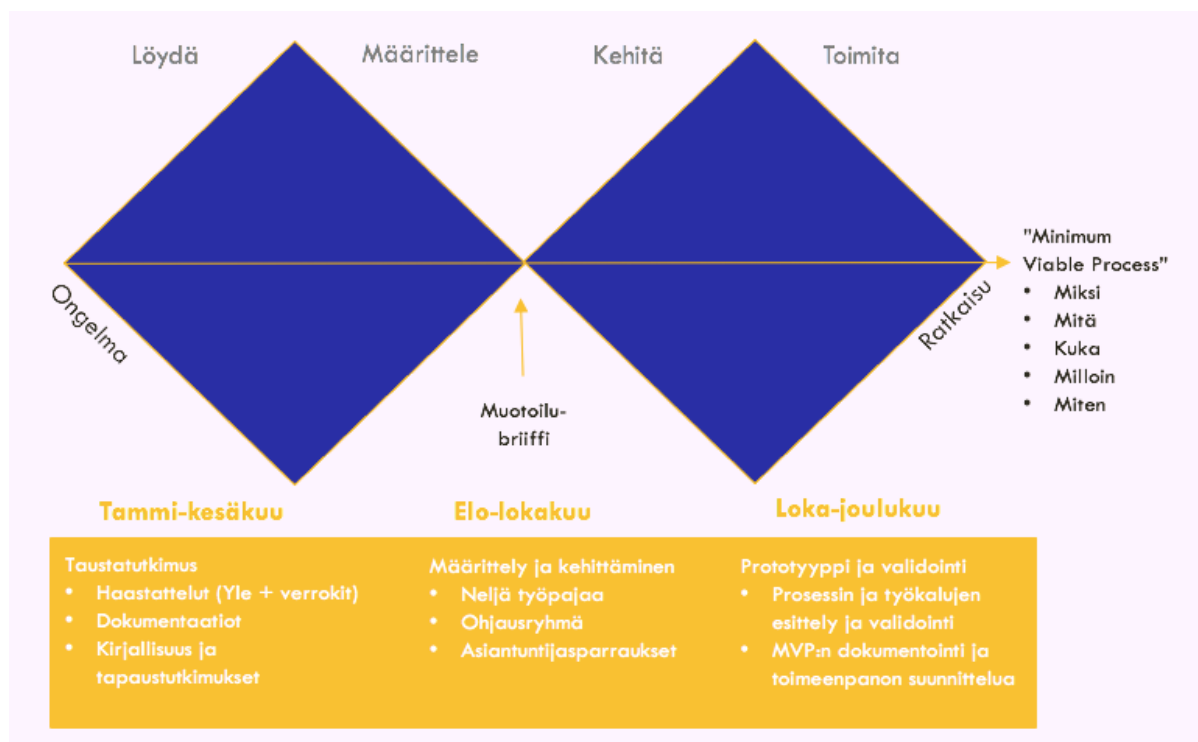 Löydä
Määrittele
Kehitä
Toimita
Ongelma
Muotoilu-
briiffi
Ratkaisu
"Minimum
Viable Process"
• Miksi
• Mitä
• Kuka
• Milloin
• Miten
Tammi-kesäkuu
Taustatutkimus
• Haastattelut (Yle + verrokit)
• Dokumentaatiot
• Kirjallisuus ja
tapaustutkimukset
Elo-lokakuu
Määrittely ja kehittäminen
• Neljä työpajaa
• Ohjausryhmä
• Asiantuntijasparraukset
Loka-joulukuu
Prototyyppi ja validointi
• Prosessin ja työkalujen
esittely ja validointi
• MVP:n dokumentointi ja
toimeenpanon suunnittelua